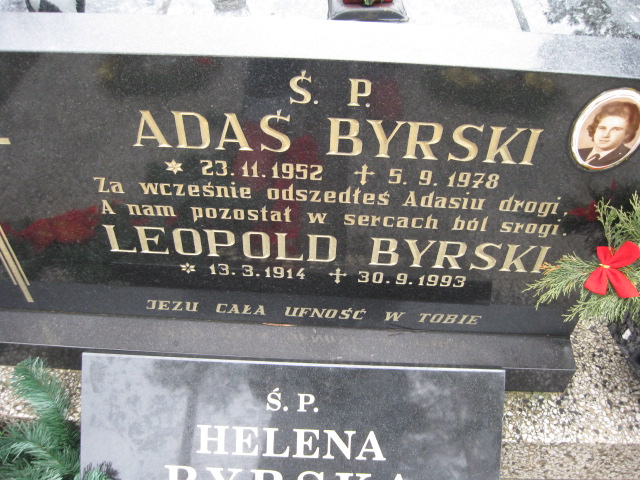 Ś. P.
ADAŚ BYRSKI
* 23.11.1952 + 5.9.1978
Za wcześnie odszedłeś Adasiu drogi,
A nam pozostał w sercach ból srogi.
LEOPOLD BYRSKI
* 13.3.1914 + 30.9.1993
JEZU CAŁA UFNOŚĆ W TOBIE
Ś. P.
HELENA
BYRSKA